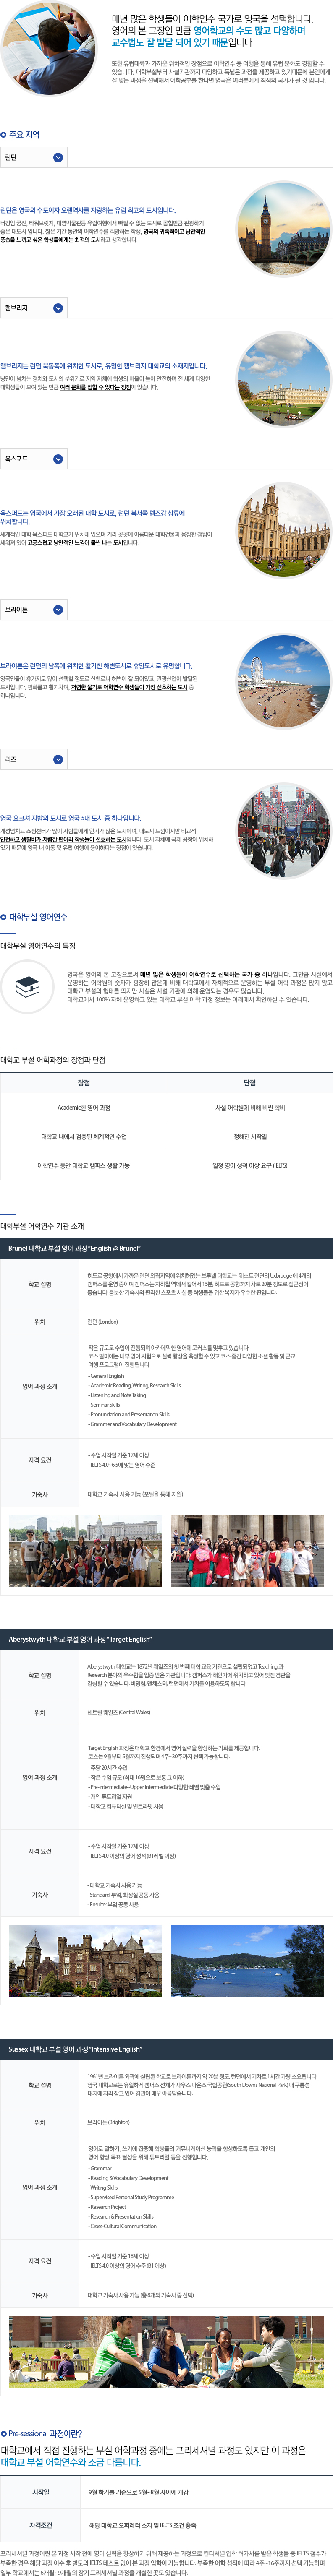 매년 많은 학생들이 어학연수 국가로 영국을 선택합니다.
영어의 본 고장인 만큼 영어학교의 수도 많고 다양하며
교수법도 잘 발달 되어 있기 때문입니다
또한 유럽대륙과 가까운 위치적인 장점으로 어학연수 중 여행을 통해 유럽 문화도 경험할 수
있습니다. 대학부설부터 사설기관까지 다양하고 폭넓은 과정을 제공하고 있기때문에 본인에게
잘 맞는 과정을 선택해서 어학공부를 한다면 영국은 여러분에게 최적의 국가가 될 것 입니다.
주요 지역
런던
런던은 영국의 수도이자 오랜역사를 자랑하는 유럽 최고의 도시입니다.
버킹검 궁전, 타워브릿지, 대영박물관등 유럽여행에서 빠질 수 없는 도시로 꼽힐만큼 관광하기
좋은 대도시 입니다. 짧은 기간 동안의 어학연수를 희망하는 학생, 영국의 귀족적이고 낭만적인
풍습을 느끼고 싶은 학생들에게는 최적의 도시라고 생각합니다.
캠브리지
캠브리지는 런던 북동쪽에 위치한 도시로, 유명한 캠브리지 대학교의 소재지입니다.
낭만이 넘치는 경치와 도시의 분위기로 지역 자체에 학생의 비율이 높아 안전하며 전 세계 다양한
대학생들이 모여 있는 만큼 여러 문화를 접할 수 있다는 장점이 있습니다.
옥스포드
옥스퍼드는 영국에서 가장 오래된 대학 도시로, 런던 북서쪽 템즈강 상류에
위치합니다.
세계적인 대학 옥스퍼드 대학교가 위치해 있으며 거리 곳곳에 아름다운 대학건물과 웅장한 첨탑이
세워져 있어 고풍스럽고 낭만적인 느낌이 물씬 나는 도시입니다.
브라이튼
브라이튼은 런던의 남쪽에 위치한 활기찬 해변도시로 휴양도시로 유명합니다.
영국인들이 휴가지로 많이 선택할 정도로 산책로나 해변이 잘 되어있고, 관광산업이 발달된
도시입니다. 평화롭고 활기차며, 저렴한 물가로 어학연수 학생들이 가장 선호하는 도시 중
하나입니다.
리즈
영국 요크셔 지방의 도시로 영국 5대 도시 중 하나입니다.
개성넘치고 쇼핑센터가 많이 사람들에게 인기가 많은 도시이며, 대도시 느낌이지만 비교적
안전하고 생활비가 저렴한 편이라 학생들이 선호하는 도시입니다. 도시 자체에 국제 공항이 위치해
있기 때문에 영국 내 이동 및 유럽 여행에 용이하다는 장점이 있습니다.
대학부설 영어연수
대학부설 영어연수의 특징
영국은 영어의 본 고장으로써 매년 많은 학생들이 어학연수로 선택하는 국가 중 하나입니다. 그만큼 사설에서
운영하는 어학원의 숫자가 굉장히 많은데 비해 대학교에서 자체적으로 운영하는 부설 어학 과정은 많지 않고
대학교 부설의 형태를 띄지만 사실은 사설 기관에 의해 운영되는 경우도 많습니다.
대학교에서 100% 자체 운영하고 있는 대학교 부설 어학 과정 정보는 아래에서 확인하실 수 있습니다.
대학교 부설 어학과정의 장점과 단점
장점
단점
Academic한 영어 과정
사설 어학원에 비해 비싼 학비
대학교 내에서 검증된 체계적인 수업
정해진 시작일
어학연수 동안 대학교 캠퍼스 생활 가능
일정 영어 성적 이상 요구 (IELTS)
대학부설 어학연수 기관 소개
Brunel 대학교 부설 영어 과정 “English @ Brunel”
학교 설명
히드로 공항에서 가까운 런던 외곽지역에 위치해있는 브루넬 대학교는 웨스트 런던의 Uxbridge 에 4개의
캠퍼스를 운영 중이며 캠퍼스는 지하철 역에서 걸어서 15분, 히드로 공항까지 차로 20분 정도로 접근성이
좋습니다. 충분한 기숙사와 편리한 스포츠 시설 등 학생들을 위한 복지가 우수한 편입니다.
위치
런던 (London)
영어 과정 소개
작은 규모로 수업이 진행되며 아카데믹한 영어에 포커스를 맞추고 있습니다.
코스 말미에는 내부 영어 시험으로 실력 향상을 측정할 수 있고 코스 중간 다양한 소셜 활동 및 근교
여행 프로그램이 진행됩니다.
- General English
- Academic Reading, Writing, Research Skills
- Listening and Note Taking
- Seminar Skills
- Pronunciation and Presentation Skills
- Grammer and Vocabulary Development
자격 요건
- 수업 시작일 기준 17세 이상
- IELTS 4.0~6.5에 맞는 영어 수준
기숙사
대학교 기숙사 사용 가능 (포털을 통해 지원)
Aberystwyth 대학교 부설 영어 과정 “Target English”
학교 설명
Aberystwyth 대학교는 1872년 웨일즈의 첫 번째 대학 교육 기관으로 설립되었고 Teaching 과
Research 분야의 우수함을 입증 받은 기관입니다. 캠퍼스가 해안가에 위치하고 있어 멋진 경관을
감상할 수 있습니다. 버밍험, 맨체스터, 런던에서 기차를 이용하도록 합니다.
위치
센트럴 웨일즈 (Central Wales)
영어 과정 소개
Target English 과정은 대학교 환경에서 영어 실력을 향상하는 기회를 제공합니다.
코스는 9월부터 5월까지 진행되며 4주~30주까지 선택 가능합니다.
- 주당 20시간 수업
- 작은 수업 규모 (최대 16명으로 보통 그 이하)
- Pre-Intermediate~Upper Intermediate 다양한 레벨 맞춤 수업
- 개인 튜토리얼 지원
- 대학교 컴퓨터실 및 인트라넷 사용
자격 요건
- 수업 시작일 기준 17세 이상
- IELTS 4.0 이상의 영어 성적 (B1 레벨 이상)
기숙사
- 대학교 기숙사 사용 가능
- Standard: 부엌, 화장실 공동 사용
- Ensuite: 부엌 공동 사용
Sussex 대학교 부설 영어 과정 “Intensive English”
학교 설명
1961년 브라이튼 외곽에 설립된 학교로 브라이튼까지 약 20분 정도, 런던에서 기차로 1시간 가량 소요됩니다.
영국 대학교로는 유일하게 캠퍼스 전체가 사우스 다운스 국립공원(South Downs National Park) 내 구릉성
대지에 자리 잡고 있어 경관이 매우 아름답습니다.
위치
브라이튼 (Brighton)
영어 과정 소개
영어로 말하기, 쓰기에 집중해 학생들의 커뮤니케이션 능력을 향상하도록 돕고 개인의
영어 향상 목표 달성을 위해 튜토리얼 등을 진행합니다.
- Grammar
- Reading & Vocabulary Development
- Writing Skills
- Supervised Personal Study Programme
- Research Project
- Research & Presentation Skills
- Cross-Cultural Communication
자격 요건
- 수업 시작일 기준 18세 이상
- IELTS 4.0 이상의 영어 수준 (B1 이상)
기숙사
대학교 기숙사 사용 가능 (총 8개의 기숙사 중 선택)
Pre-sessional 과정이란?
대학교에서 직접 진행하는 부설 어학과정 중에는 프리세셔널 과정도 있지만 이 과정은
대학교 부설 어학연수와 조금 다릅니다.
시작일
9월 학기를 기준으로 5월~8월 사이에 개강
자격조건
해당 대학교 오퍼레터 소지 및 IELTS 조건 충족
프리세셔널 과정이란 본 과정 시작 전에 영어 실력을 향상하기 위해 제공하는 과정으로 컨디셔널 입학 허가서를 받은 학생들 중 IELTS 점수가
부족한 경우 해당 과정 이수 후 별도의 IELTS 테스트 없이 본 과정 입학이 가능합니다. 부족한 어학 성적에 따라 4주~16주까지 선택 가능하며
일부 학교에서는 6개월~9개월의 장기 프리세셔널 과정을 개설한 곳도 있습니다.